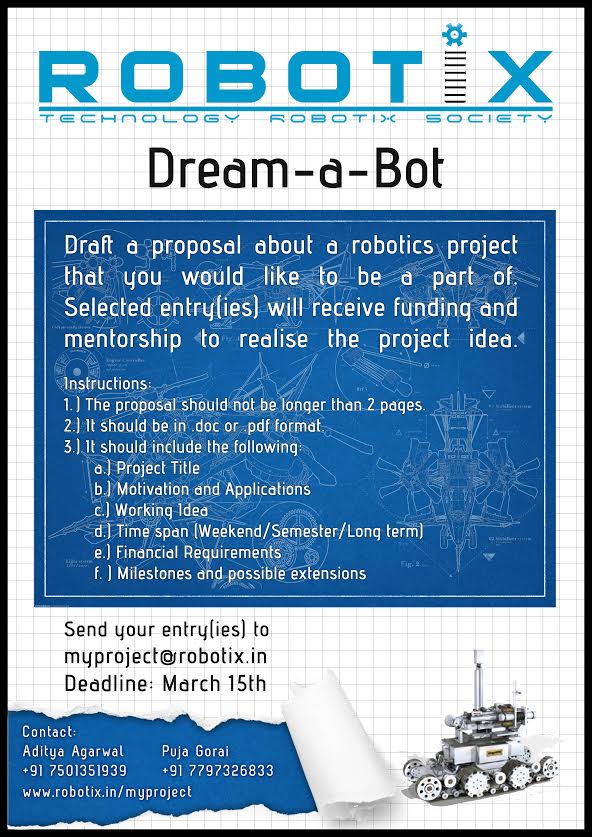 ROBOTiX
TECHNOLOGY ROBOTIX SOCIETY
Dream-a-Bot
Draft a proposal about a robotics project
that you would like to be a part of.
Selected entry(ies) will receive funding and
mentorship to realise the project idea.
Instructions:
1.) The proposal should not be longer than 2 pages.
2.) It should be in .doc or .pdf format.
3.) It should include the following:
a.) Project Title
b.) Motivation and Applications
c.) Working Idea
d.) Time span (Weekend/Semester/Long term)
e.) Financial Requirements
f. ) Milestones and possible extensions
Fig. 2
Send your entry(ies) to
myproject@robotix.in
Deadline: March 15th
Contact:
Aditya Agarwal Puja Gorai
+91 7501351939 +91 7797326833
www.robotix.in/myproject